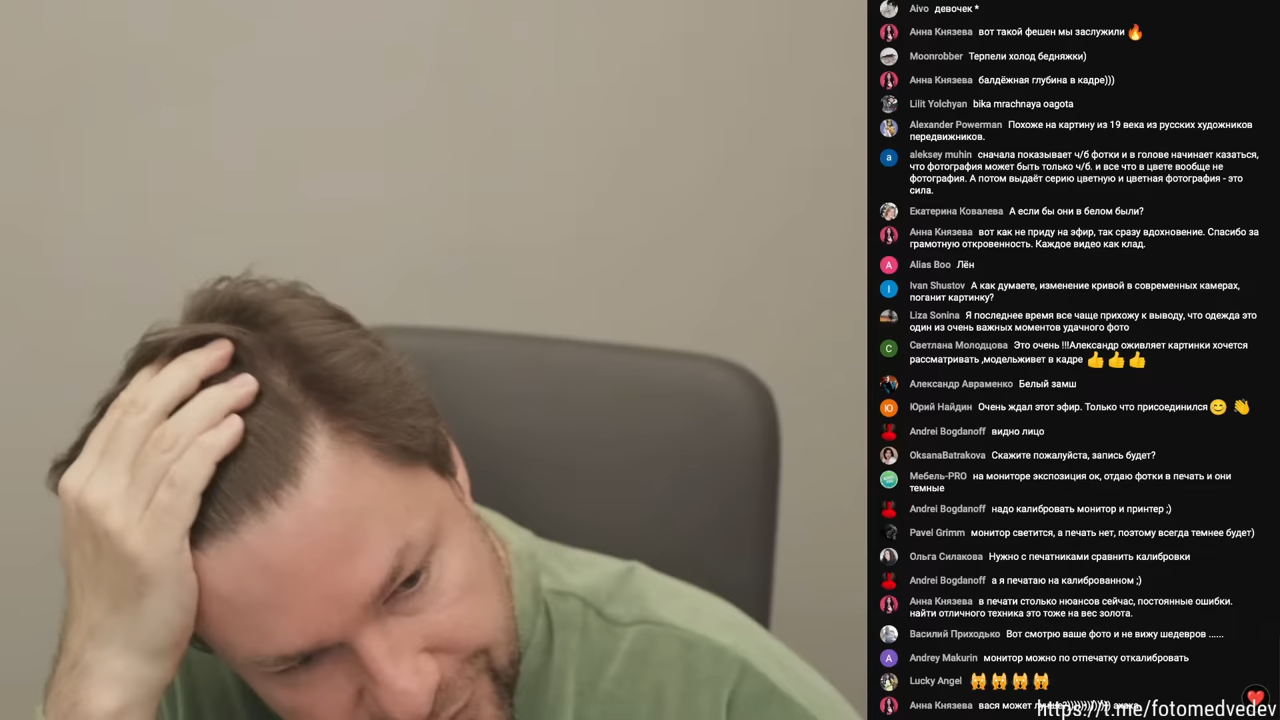 Aivo девочек *
Анна Князева вот такой фешен мы заслужили
Moonrobber Терпели холод бедняжки)
Анна Князева балдёжная глубина в кадре)))
Lilit Yolchyan bika mrachnaya oagota
Alexander Powerman Похоже на картину из 19 века из русских художников
передвижников.
a aleksey muhin сначала показывает ч/б фотки и в голове начинает казаться,
что фотография может быть только ч/б. и все что в цвете вообще не
фотография. А потом выдаёт серию цветную и цветная фотография - это
сила.
Екатерина Ковалева А если бы они в белом были?
Анна Князева вот как не приду на эфир, так сразу вдохновение. Спасибо за
грамотную откровенность. Каждое видео как клад.
A Alias Boo Лён
I Ivan Shustov А как думаете, изменение кривой в современных камерах,
поганит картинку?
Liza Sonina Я последнее время все чаще прихожу к выводу, что одежда это
один из очень важных моментов удачного фото
С Светлана Молодцова Это очень !!!Александр оживляет картинки хочется
рассматривать ,модельживет в кадре
Александр Авраменко Белый замш
Ю Юрий Найдин Очень ждал этот эфир. Только что присоединился
Andrei Bogdanoff видно лицо
OksanaBatrakova Скажите пожалуйста, запись будет?
Мебель-PRO на мониторе экспозиция ок, отдаю фотки в печать и они
темные
Andrei Bogdanoff надо калибровать монитор и принтер ;)
Pavel Grimm монитор светится, а печать нет, поэтому всегда темнее будет)
Ольга Силакова Нужно с печатниками сравнить калибровки
Andrei Bogdanoff а я печатаю на калиброванном ;)
Анна Князева в печати столько нюансов сейчас, постоянные ошибки.
найти отличного техника это тоже на вес золота.
Василий Приходько Вот смотрю ваше фото и не вижу шедевров ......
A Andrey Makurin монитор можно по отпечатку откалибровать
Lucky Angel
Анна Князева вася может
https://t.me/fotomedvedev